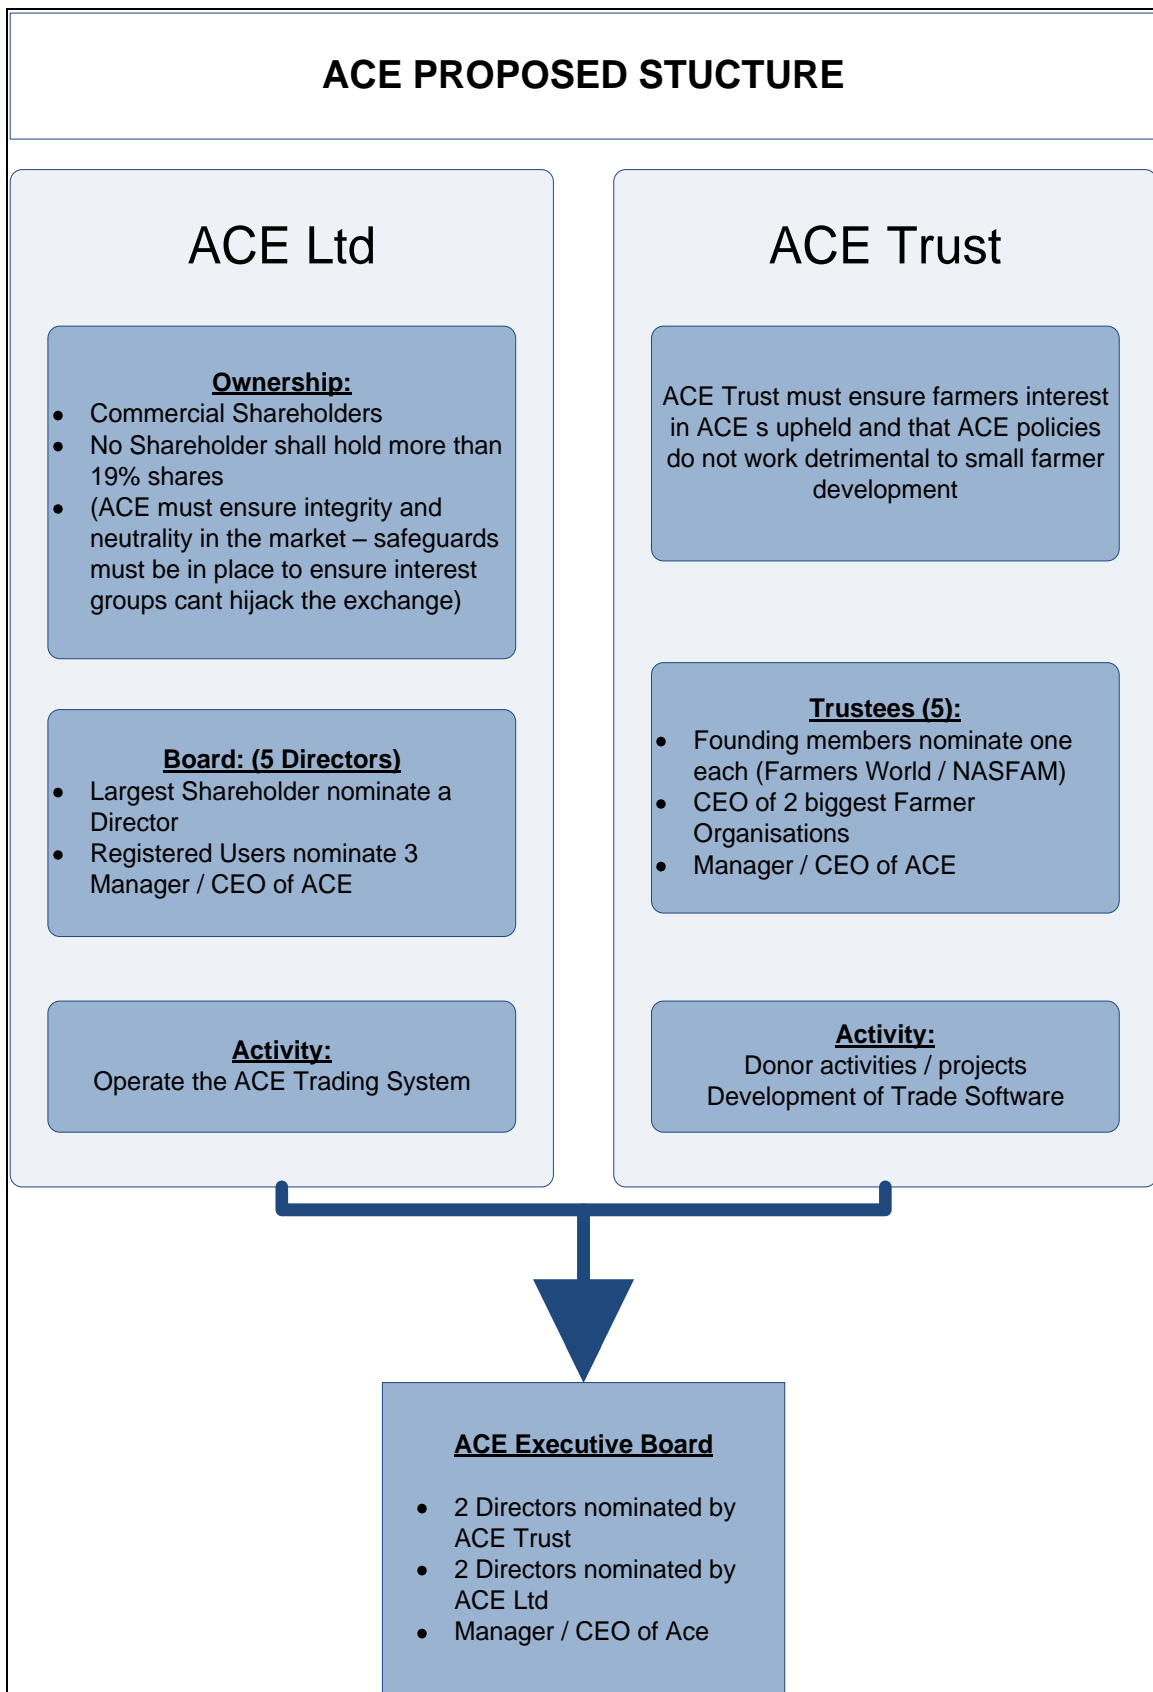 ACE PROPOSED STUCTURE
ACE Ltd
Ownership:
• Commercial Shareholders
• No Shareholder shall hold more than
19% shares
• (ACE must ensure integrity and
neutrality in the market – safeguards
must be in place to ensure interest
groups cant hijack the exchange)
Board: (5 Directors)
• Largest Shareholder nominate a
Director
• Registered Users nominate 3
Manager / CEO of ACE
Activity:
Operate the ACE Trading System
ACE Trust
ACE Trust must ensure farmers interest
in ACE s upheld and that ACE policies
do not work detrimental to small farmer
development
Trustees (5):
• Founding members nominate one
each (Farmers World / NASFAM)
• CEO of 2 biggest Farmer
Organisations
• Manager / CEO of ACE
Activity:
Donor activities / projects
Development of Trade Software
ACE Executive Board
• 2 Directors nominated by
ACE Trust
• 2 Directors nominated by
ACE Ltd
• Manager / CEO of Ace